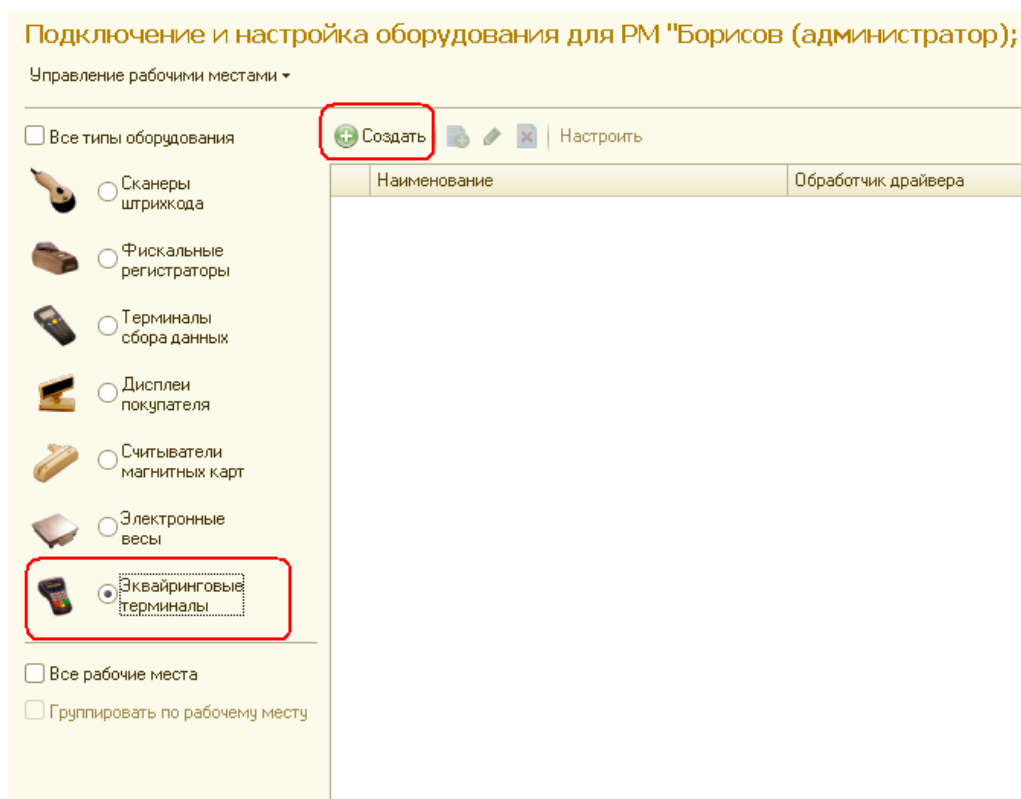 Подключение и настройка оборудования для РМ "Борисов (администратор);
Управление рабочими местами
Все типы оборудования
Создать
Настроить
Наименование
Обработчик драйвера
Сканеры
штрихкода
Фискальные
регистраторы
Терминалы
сбора данных
Дисплеи
покупателя
Считыватели
магнитных карт
Электронные
весы
Эквайринговые
терминалы
Все рабочие места
Группировать по рабочему месту